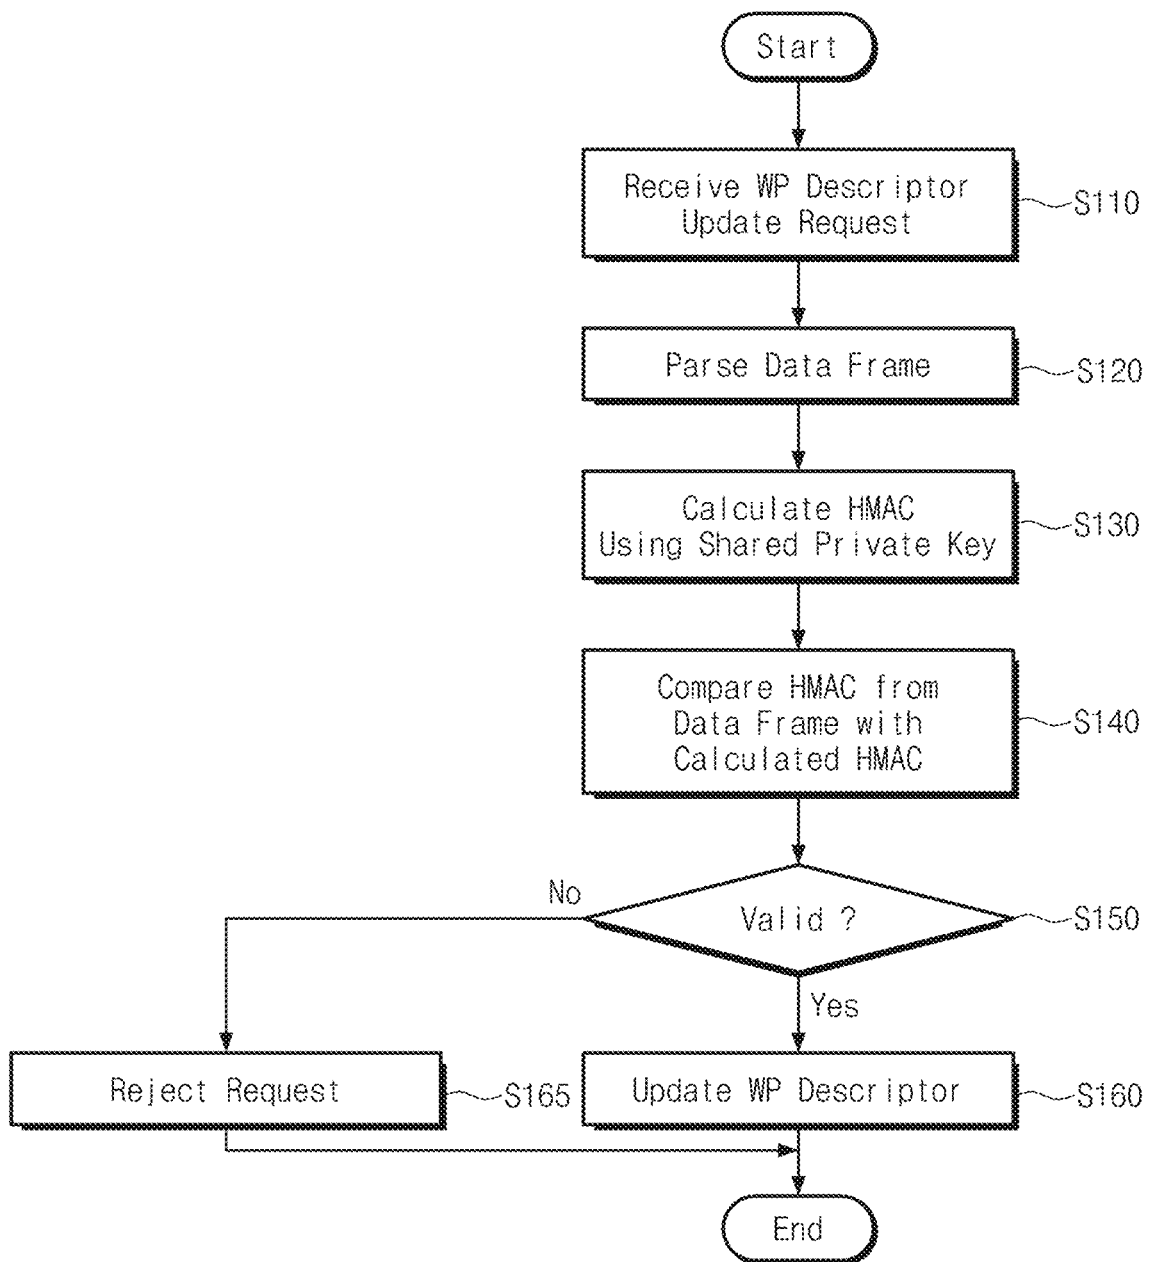 Start
Receive WP Descriptor
Update Request
S110
Parse Data Frame
S120
Calculate HMAC
Using Shared Private Key
S130
Compare HMAC from
Data Frame with
Calculated HMAC
S140
No
Valid ?
S150
Yes
Reject Request
S165
Update WP Descriptor
S160
End